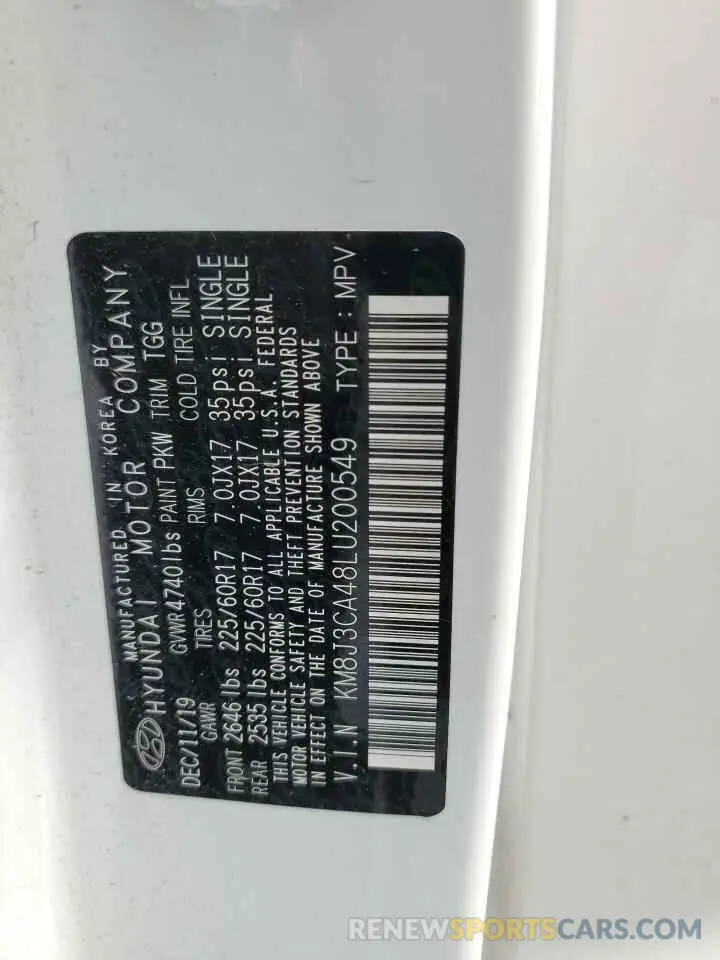 MANUFACTURED IN KOREA BY
HYUNDAI MOTOR COMPANY
DEC/11/19 GVWR 4740lbs PAINT PKW TRIM TGG
GAWR TIRES RIMS COLD TIRE INFL
FRONT 2646 lbs 225/60R17 7.0JX17 35psi SINGLE
REAR 2535 lbs 225/60R17 7.0JX17 35psi SINGLE
THIS VEHICLE CONFORMS TO ALL APPLICABLE U.S.A. FEDERAL
MOTOR VEHICLE SAFETY AND THEFT PREVENTION STANDARDS
IN EFFECT ON THE DATE OF MANUFACTURE SHOWN ABOVE
V.I.N KM8J3CA48LU200549 TYPE : MPV
RENEWSPORTSCARS.COM